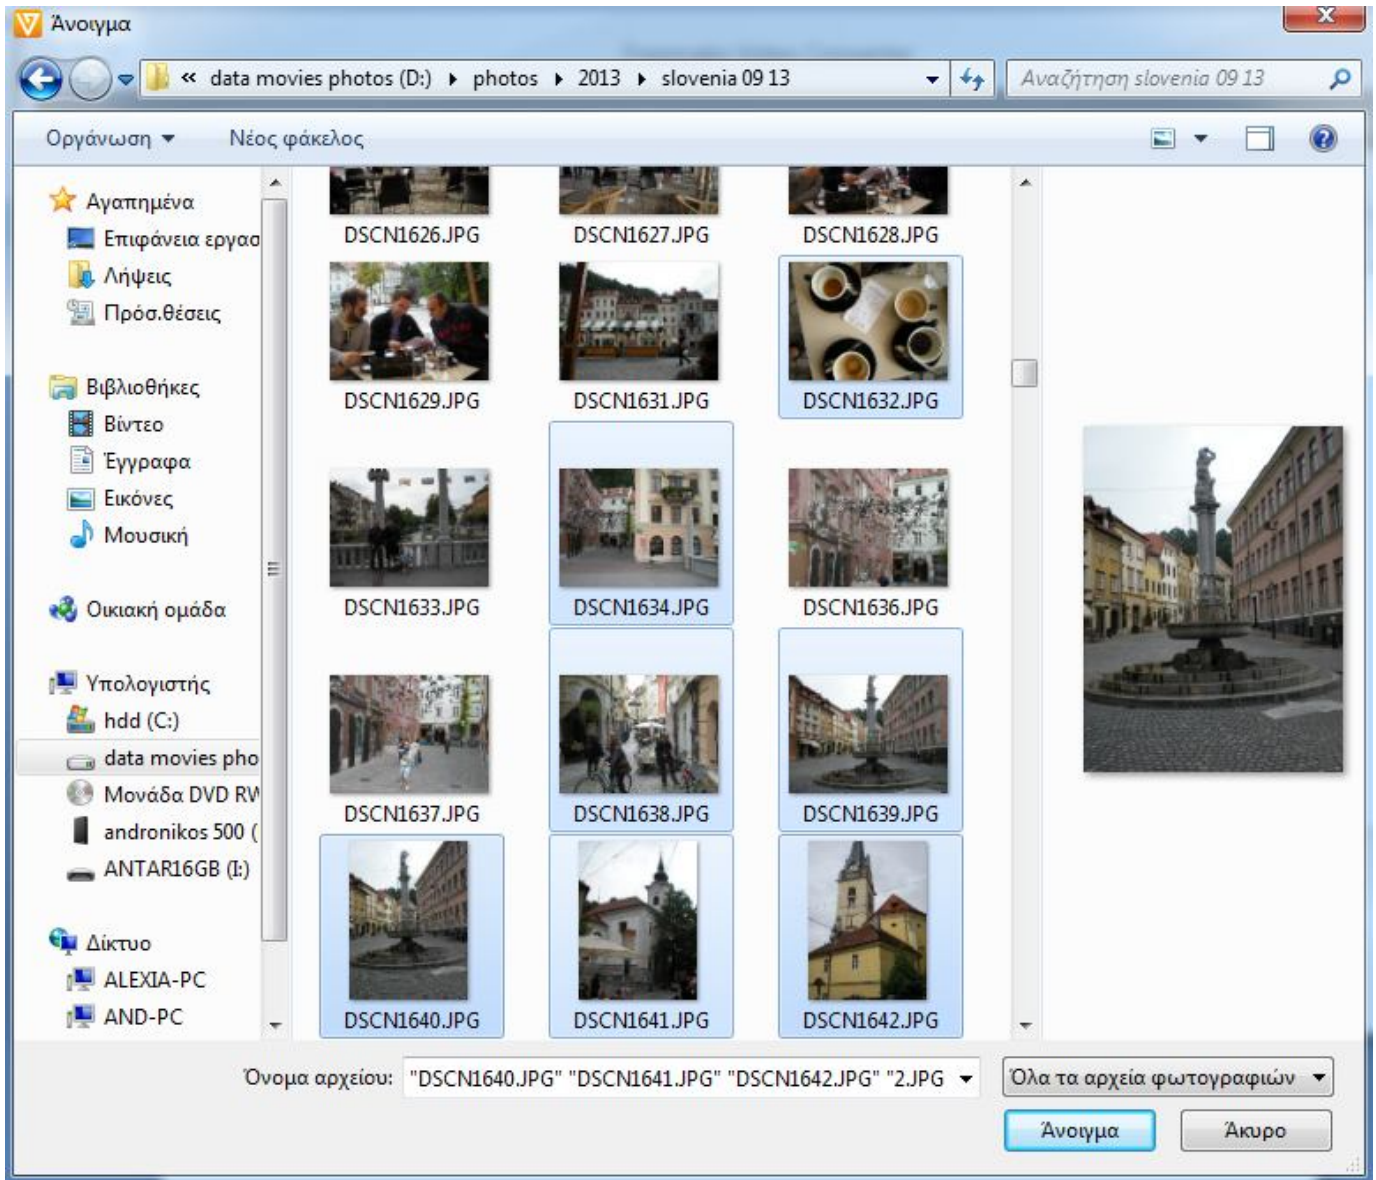 Άνοιγμα
« data movies photos (D:) ▸ photos ▸ 2013 ▸ slovenia 09 13
Αναζήτηση slovenia 09 13
Οργάνωση
Νέος φάκελος
Αγαπημένα
Επιφάνεια εργασ
Λήψεις
Πρόσ.θέσεις
Βιβλιοθήκες
Βίντεο
Έγγραφα
Εικόνες
Μουσική
Οικιακή ομάδα
Υπολογιστής
hdd (C:)
data movies pho
Μονάδα DVD RW
andronikos 500 (
ANTAR16GB (I:)
Δίκτυο
ALEXIA-PC
AND-PC
DSCN1626.JPG DSCN1627.JPG DSCN1628.JPG
DSCN1629.JPG DSCN1631.JPG DSCN1632.JPG
DSCN1633.JPG DSCN1634.JPG DSCN1636.JPG
DSCN1637.JPG DSCN1638.JPG DSCN1639.JPG
DSCN1640.JPG DSCN1641.JPG DSCN1642.JPG
Όνομα αρχείου: "DSCN1640.JPG" "DSCN1641.JPG" "DSCN1642.JPG" "2.JPG
Όλα τα αρχεία φωτογραφιών
Άνοιγμα
Άκυρο